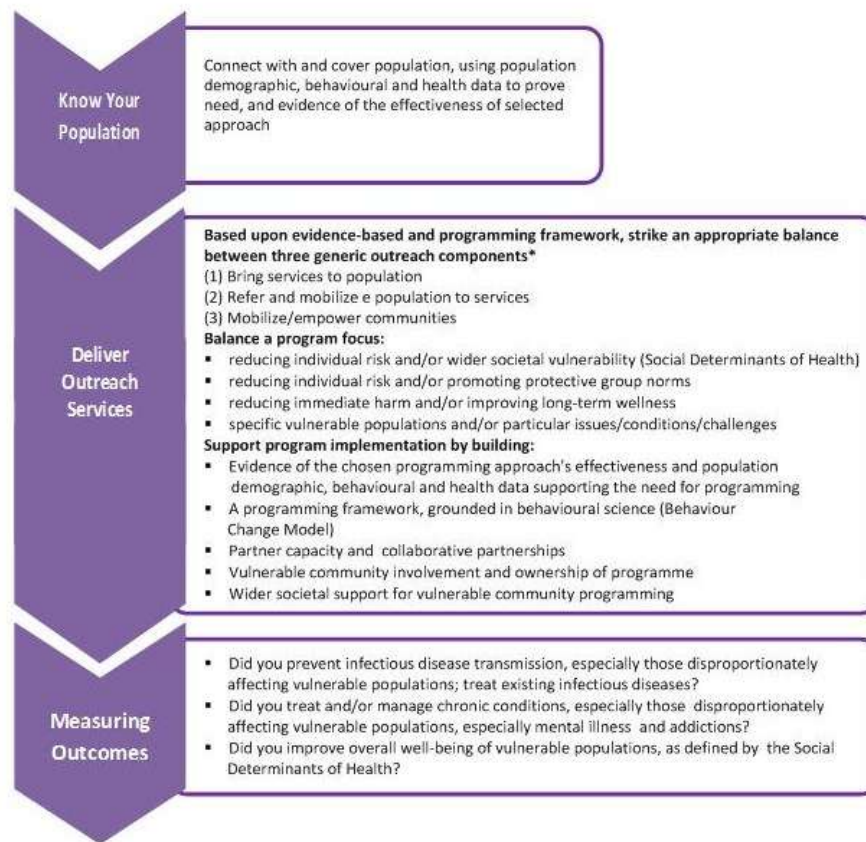 Know Your
Population
Connect with and cover population, using population
demographic, behavioural and health data to prove
need, and evidence of the effectiveness of selected
approach
Deliver
Outreach
Services
Based upon evidence-based and programming framework, strike an appropriate balance
between three generic outreach components*
(1) Bring services to population
(2) Refer and mobilize e population to services
(3) Mobilize/empower communities
Balance a program focus:
▪ reducing individual risk and/or wider societal vulnerability (Social Determinants of Health)
▪ reducing individual risk and/or promoting protective group norms
▪ reducing immediate harm and/or improving long-term wellness
▪ specific vulnerable populations and/or particular issues/conditions/challenges
Support program implementation by building:
▪ Evidence of the chosen programming approach's effectiveness and population
demographic, behavioural and health data supporting the need for programming
▪ A programming framework, grounded in behavioural science (Behaviour
Change Model)
▪ Partner capacity and collaborative partnerships
▪ Vulnerable community involvement and ownership of programme
▪ Wider societal support for vulnerable community programming
Measuring
Outcomes
▪ Did you prevent infectious disease transmission, especially those disproportionately
affecting vulnerable populations; treat existing infectious diseases?
▪ Did you treat and/or manage chronic conditions, especially those disproportionately
affecting vulnerable populations, especially mental illness and addictions?
▪ Did you improve overall well-being of vulnerable populations, as defined by the Social
Determinants of Health?